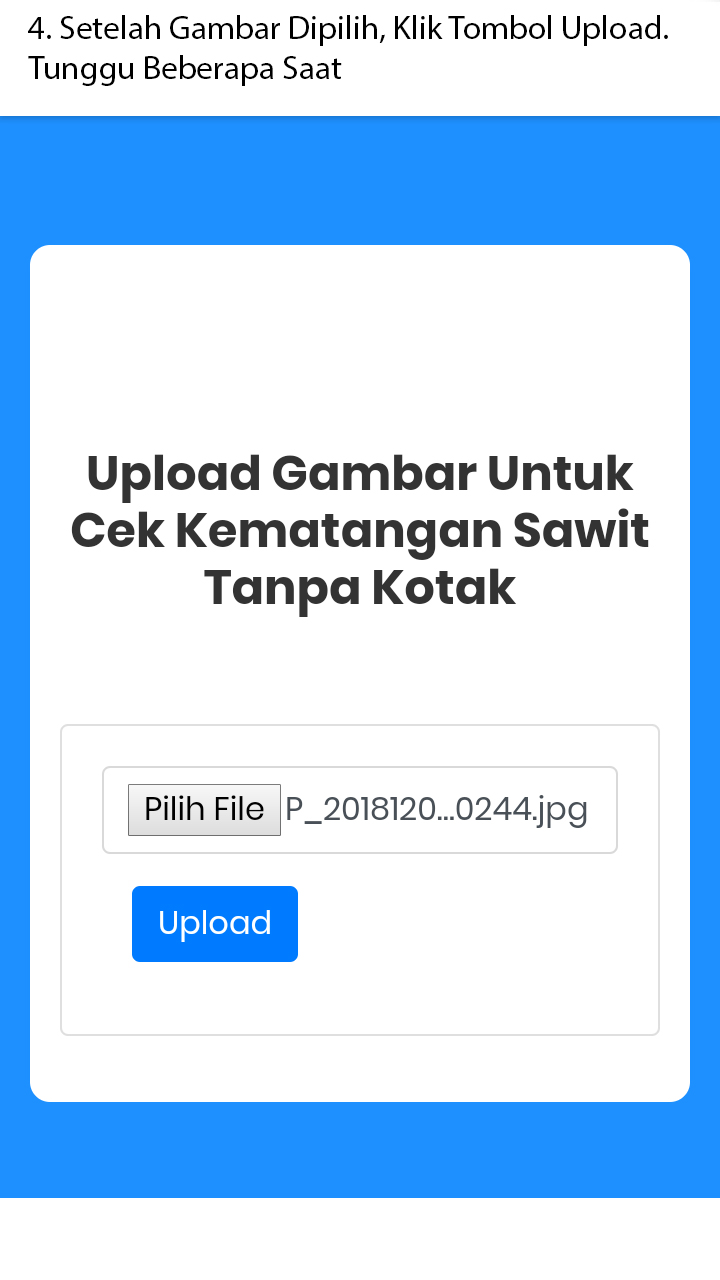 4. Setelah Gambar Dipilih, Klik Tombol Upload.
Tunggu Beberapa Saat
Upload Gambar Untuk
Cek Kematangan Sawit
Tanpa Kotak
Pilih File P_2018120...0244.jpg
Upload